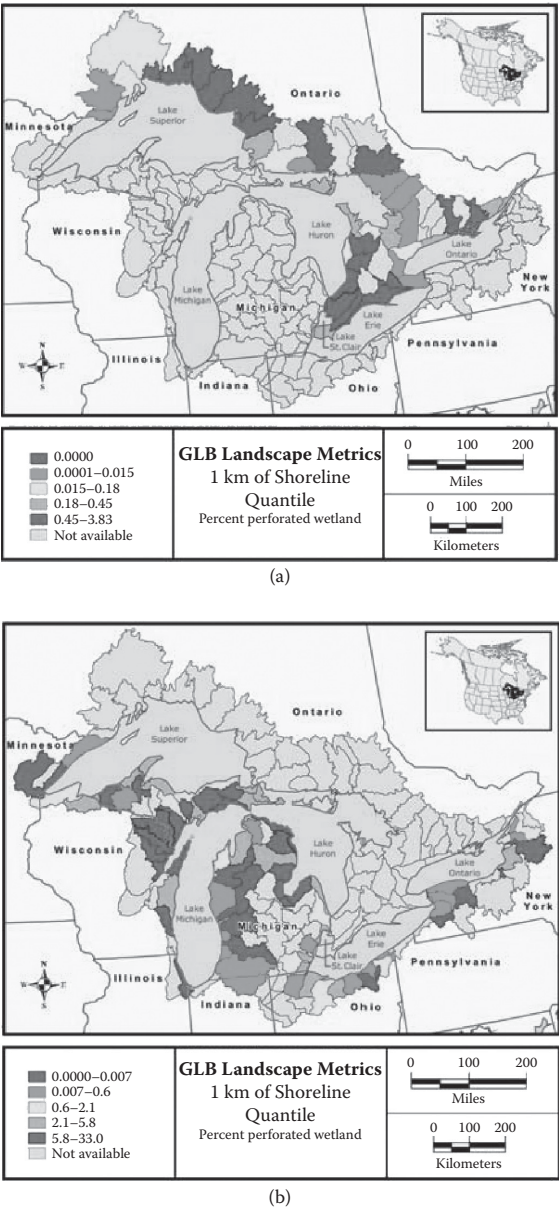 Ontario
Minnesota
Lake
Superior
Lake
Huron
Wisconsin
Lake
Ontario
Lake
Michigan
Michigan
New
York
Lake
Erie
N
W
E
S
Lake
St.Clair
Pennsylvania
Illinois
Indiana
Ohio
0.0000
0.0001–0.015
0.015–0.18
0.18–0.45
0.45–3.83
Not available
GLB Landscape Metrics
1 km of Shoreline
Quantile
Percent perforated wetland
0 100 200
Miles
0 100 200
Kilometers
(a)
Ontario
Minnesota
Lake
Superior
Lake
Huron
Wisconsin
Lake
Ontario
Lake
Michigan
Michigan
New
York
Lake
Erie
N
W
E
S
Lake
St.Clair
Pennsylvania
Illinois
Indiana
Ohio
0.0000–0.007
0.007–0.6
0.6–2.1
2.1–5.8
5.8–33.0
Not available
GLB Landscape Metrics
1 km of Shoreline
Quantile
Percent perforated wetland
0 100 200
Miles
0 100 200
Kilometers
(b)